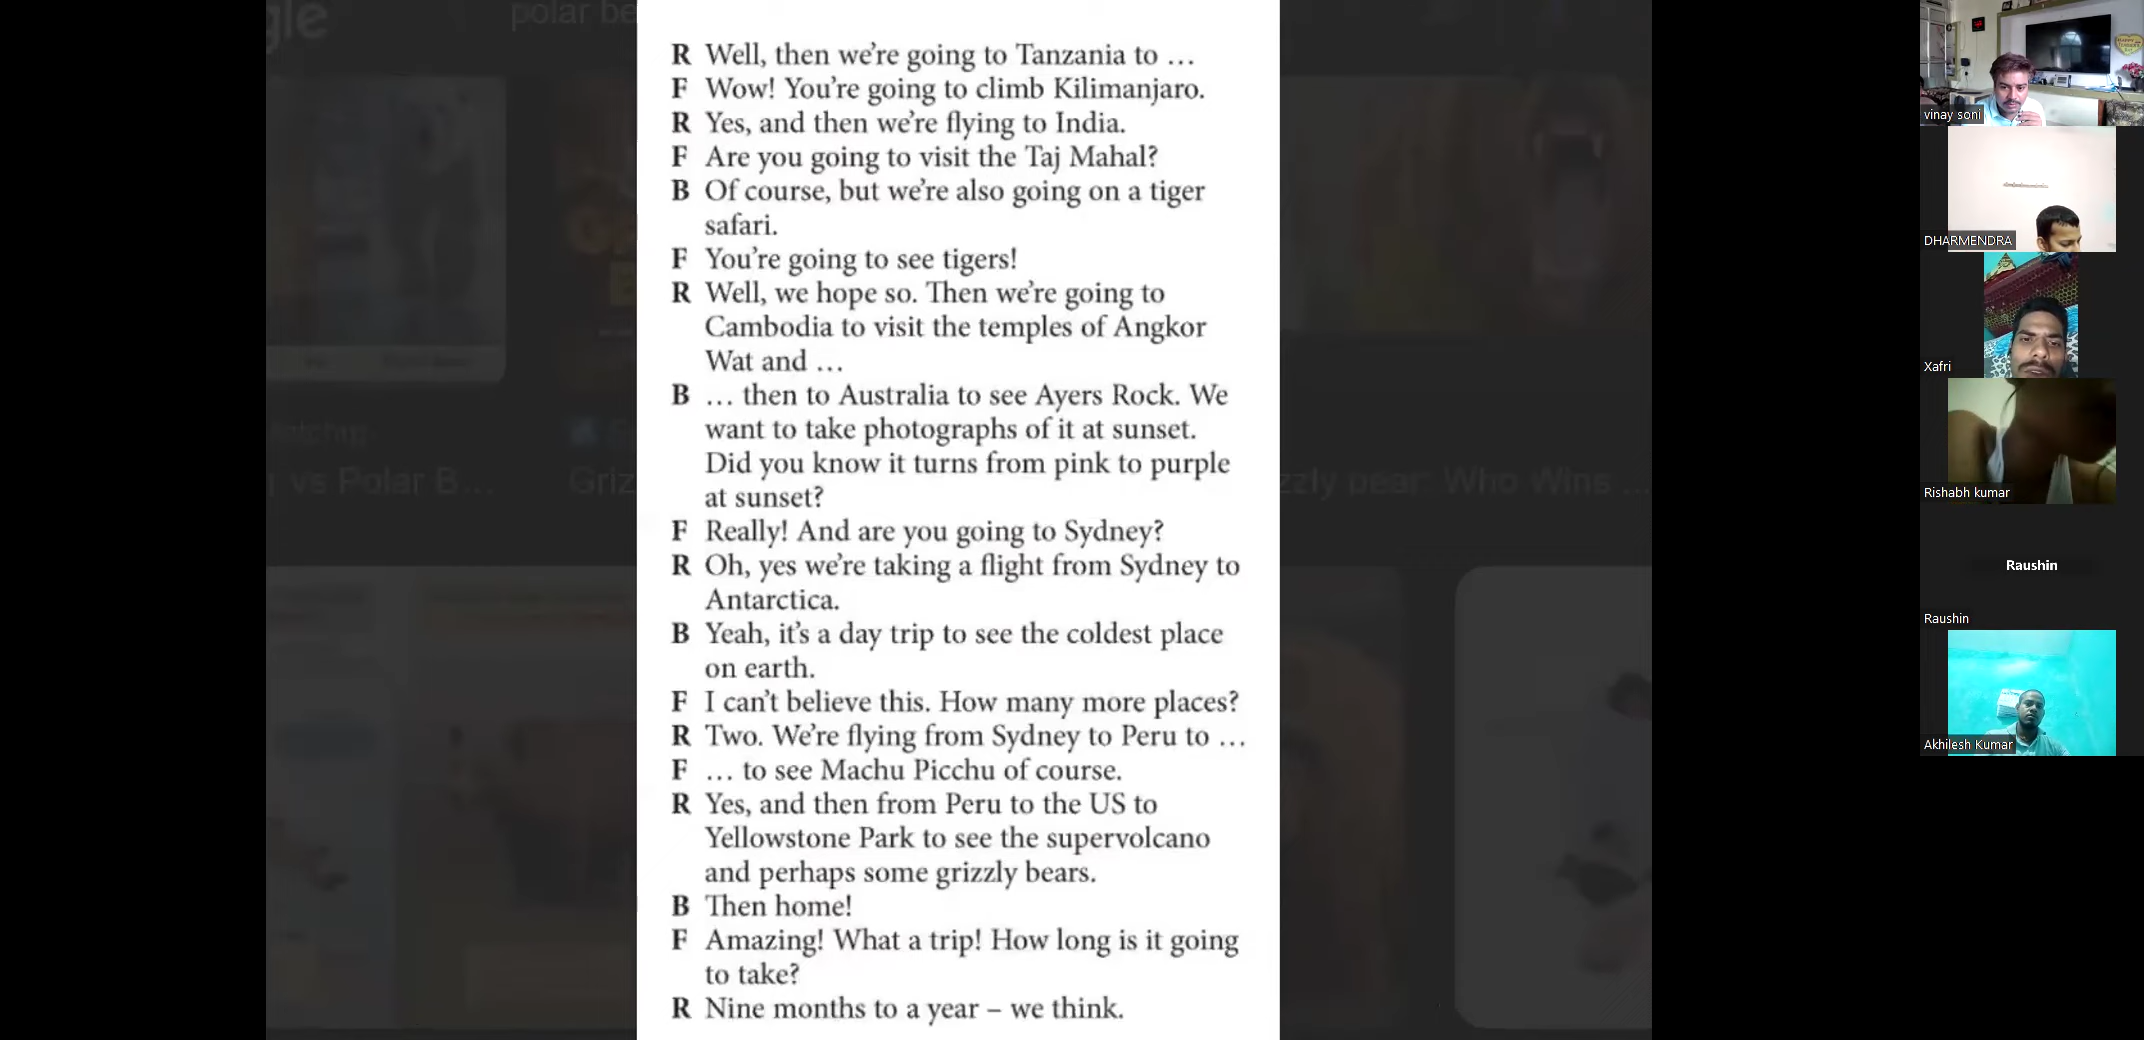 gle
polar be
R Well, then we're going to Tanzania to …
F Wow! You're going to climb Kilimanjaro.
R Yes, and then we're flying to India.
F Are you going to visit the Taj Mahal?
B Of course, but we're also going on a tiger
safari.
F You're going to see tigers!
R Well, we hope so. Then we're going to
Cambodia to visit the temples of Angkor
Wat and …
B … then to Australia to see Ayers Rock. We
want to take photographs of it at sunset.
Did you know it turns from pink to purple
at sunset?
F Really! And are you going to Sydney?
R Oh, yes we're taking a flight from Sydney to
Antarctica.
B Yeah, it's a day trip to see the coldest place
on earth.
F I can't believe this. How many more places?
R Two. We're flying from Sydney to Peru to …
F … to see Machu Picchu of course.
R Yes, and then from Peru to the US to
Yellowstone Park to see the supervolcano
and perhaps some grizzly bears.
B Then home!
F Amazing! What a trip! How long is it going
to take?
R Nine months to a year – we think.
vs Polar B...
Griz
Who Wins ...
vinay soni
DHARMENDRA
Xafri
Rishabh kumar
Raushin
Raushin
Akhilesh Kumar